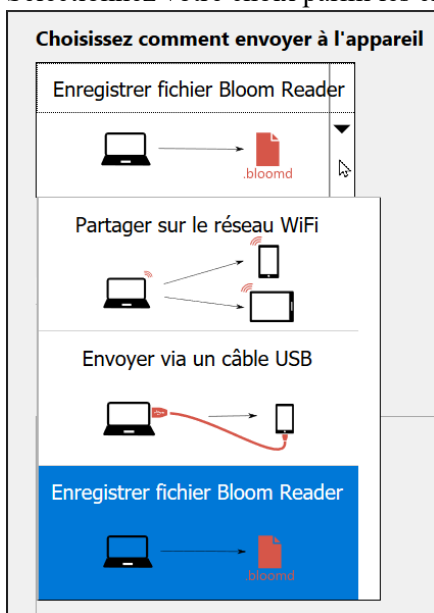 Choisissez comment envoyer à l'appareil
Enregistrer fichier Bloom Reader
.bloomd
Partager sur le réseau WiFi
Envoyer via un câble USB
Enregistrer fichier Bloom Reader
.bloomd